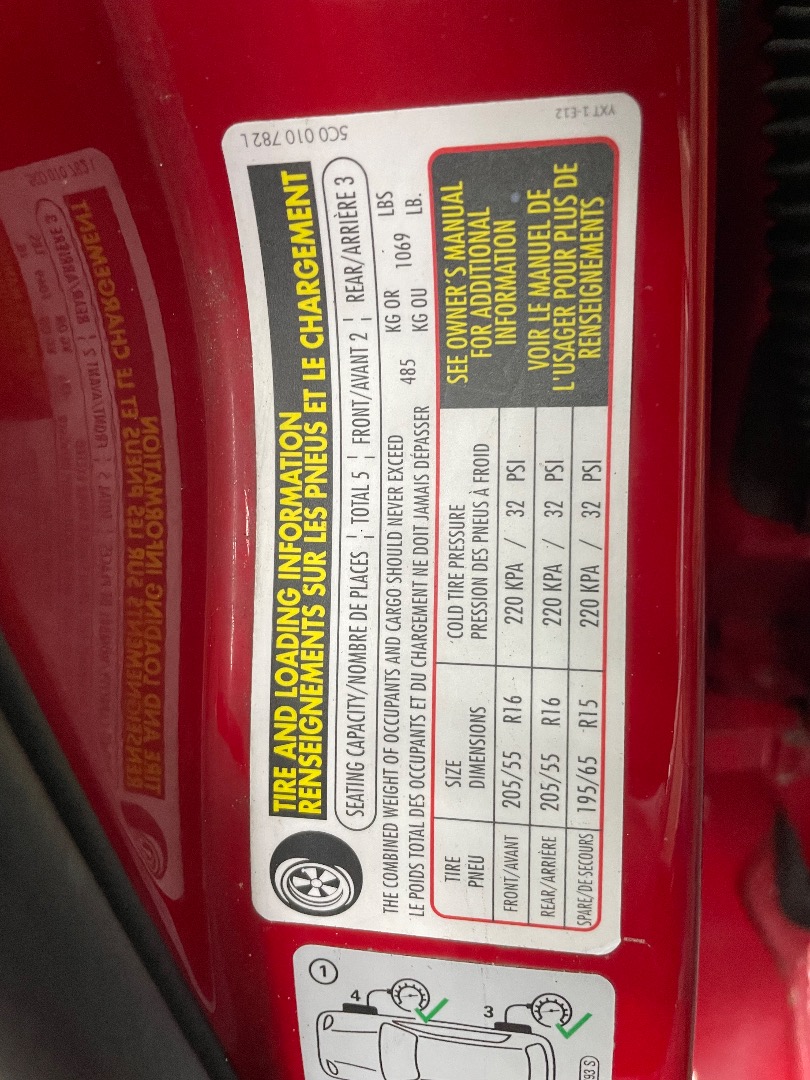 5C0 010 782 L
TIRE AND LOADING INFORMATION
RENSEIGNEMENTS SUR LES PNEUS ET LE CHARGEMENT
SEATING CAPACITY/NOMBRE DE PLACES ¦ TOTAL 5 ¦ FRONT/AVANT 2 ¦ REAR/ARRIÈRE 3
THE COMBINED WEIGHT OF OCCUPANTS AND CARGO SHOULD NEVER EXCEED KG OR LBS
485 1069
LE POIDS TOTAL DES OCCUPANTS ET DU CHARGEMENT NE DOIT JAMAIS DÉPASSER KG OU LB.
TIRE SIZE COLD TIRE PRESSURE
PNEU DIMENSIONS PRESSION DES PNEUS À FROID
FRONT/AVANT 205/55 R16 220 KPA / 32 PSI
REAR/ARRIÈRE 205/55 R16 220 KPA / 32 PSI
SPARE/DE SECOURS 195/65 R15 220 KPA / 32 PSI
SEE OWNER'S MANUAL
FOR ADDITIONAL
INFORMATION
VOIR LE MANUEL DE
L'USAGER POUR PLUS DE
RENSEIGNEMENTS
YXT 1-E12
1
4
3
93 S